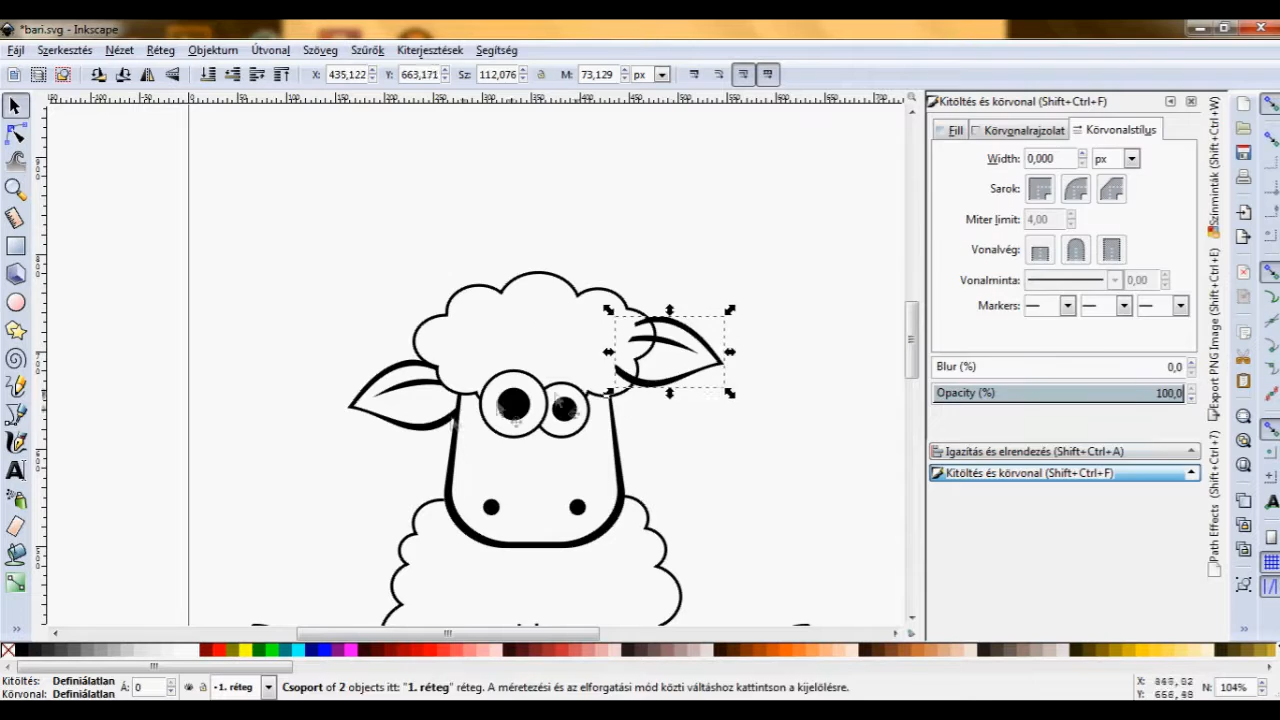 *bari.svg - Inkscape
Fájl Szerkesztés Nézet Réteg Objektum Útvonal Szöveg Szűrők Kiterjesztések Segítség
X: 435,122 Y: 663,171 Sz: 112,076 M: 73,129 px
Kitöltés és körvonal (Shift+Ctrl+F)
Fill Körvonalrajzolat Körvonalstílus
Width: 0,000 px
Sarok:
Miter limit: 4,00
Vonalvég:
Vonalminta: 0,00
Markers:
Blur (%) 0,0
Opacity (%) 100,0
Igazítás és elrendezés (Shift+Ctrl+A)
Kitöltés és körvonal (Shift+Ctrl+F)
Színminták (Shift+Ctrl+W)
Export PNG Image (Shift+Ctrl+E)
Path Effects (Shift+Ctrl+7)
Kitöltés: Definiálatlan
Körvonal: Definiálatlan
Á: 0
•1. réteg
Csoport of 2 objects itt: "1. réteg" réteg. A méretezési és az elforgatási mód közti váltáshoz kattintson a kijelölésre.
X:
Y:
N: 104%